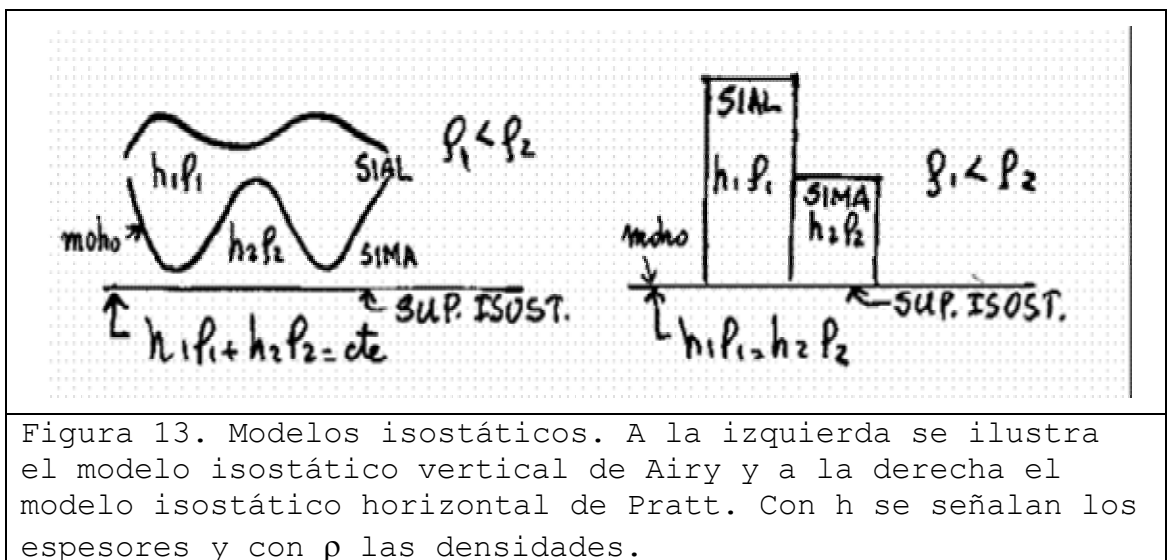 SIAL
h₁ρ₁
ρ₁ < ρ₂
SIAL
moho
h₂ρ₂
SIMA
SUP. ISOST.
h₁ρ₁ + h₂ρ₂ = cte
h₁ρ₁
ρ₁ < ρ₂
SIMA
h₂ρ₂
moho
SUP. ISOST.
h₁ρ₁ = h₂ρ₂
Figura 13. Modelos isostáticos. A la izquierda se ilustra
el modelo isostático vertical de Airy y a la derecha el
modelo isostático horizontal de Pratt. Con h se señalan los
espesores y con ρ las densidades.